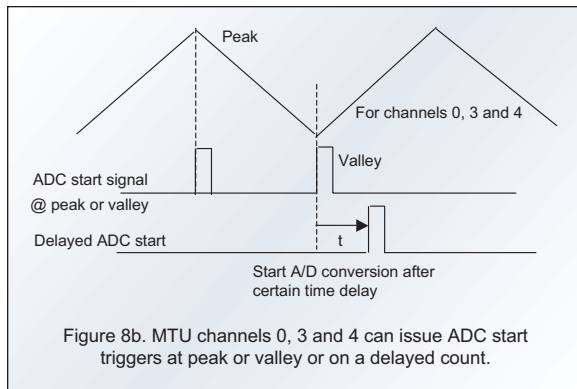 Peak
For channels 0, 3 and 4
Valley
ADC start signal
@ peak or valley
Delayed ADC start
t
Start A/D conversion after
certain time delay
Figure 8b. MTU channels 0, 3 and 4 can issue ADC start
triggers at peak or valley or on a delayed count.